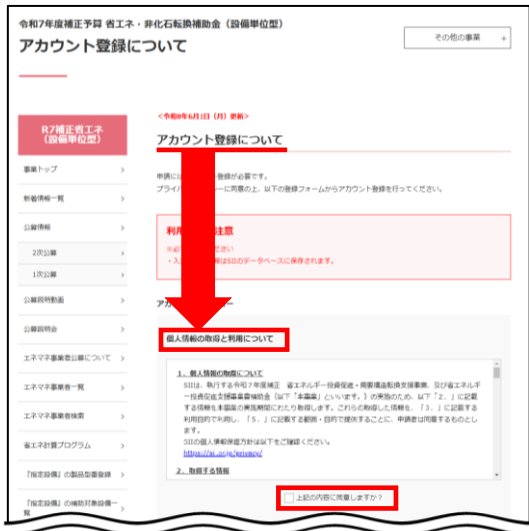 令和7年度補正予算 省エネ・非化石転換補助金（設備単位型）
アカウント登録について
その他の事業 +
<令和8年6月1日（月）更新>
R7補正省エネ
（設備単位型）
アカウント登録について
事業トップ
新着情報一覧
公募情報
2次公募
1次公募
公募説明動画
公募説明会
エネマネ事業者公募について
エネマネ事業者一覧
エネマネ事業者検索
省エネ計算プログラム
『指定設備』の製品型番登録
『指定設備』の補助対象設備一覧
申請に
登録が必要です。
プライバ
ーに同意の上、以下の登録フォームからアカウント登録を行ってください。
利用
注意
ださい
・入
報はSIIのデータベースに保存されます。
アカ
ー
個人情報の取得と利用について
1．個人情報の取得について
SIIは、執行する令和7年度補正 省エネルギー投資促進・需要構造転換支援事業、及び省エネルギ
ー投資促進支援事業費補助金（以下「本事業」といいます。）の実施のため、以下「2．」に記載
する情報を本事業の実施期間にわたり取得します。これらの取得した情報を、「3．」に記載する
利用目的で利用し、「5．」に記載する範囲・目的で提供することに、申請者は同意するものとし
ます。
SIIの個人情報保護方針は以下をご確認ください。
https://sii.or.jp/privacy/
2．取得する情報
上記の内容に同意しますか？